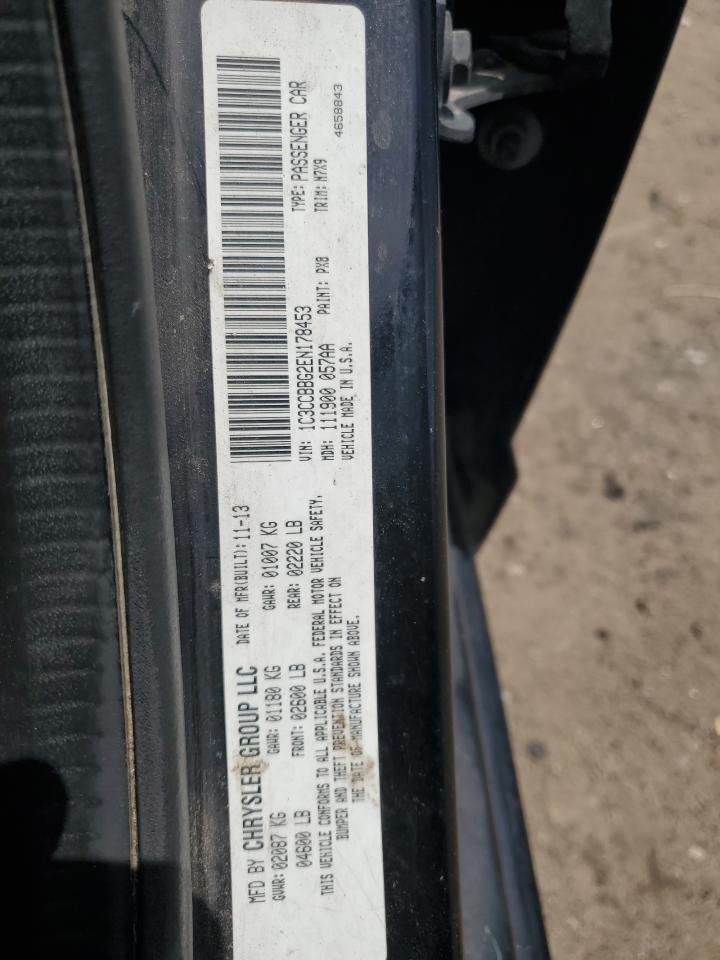 MFD BY CHRYSLER GROUP LLC DATE OF MFR(BUILT): 11-13
GVWR: 02087 KG GAWR: 01180 KG GAWR: 01007 KG
04600 LB FRONT: 02600 LB REAR: 02220 LB
THIS VEHICLE CONFORMS TO ALL APPLICABLE U.S.A. FEDERAL MOTOR VEHICLE SAFETY,
BUMPER AND THEFT PREVENTION STANDARDS IN EFFECT ON
THE DATE OF MANUFACTURE SHOWN ABOVE.
VIN: 1C3CCBBG2EN178453 TYPE: PASSENGER CAR
MDH: 111900 057AA PAINT: PX8 TRIM: M7X9
VEHICLE MADE IN U.S.A. 4658843